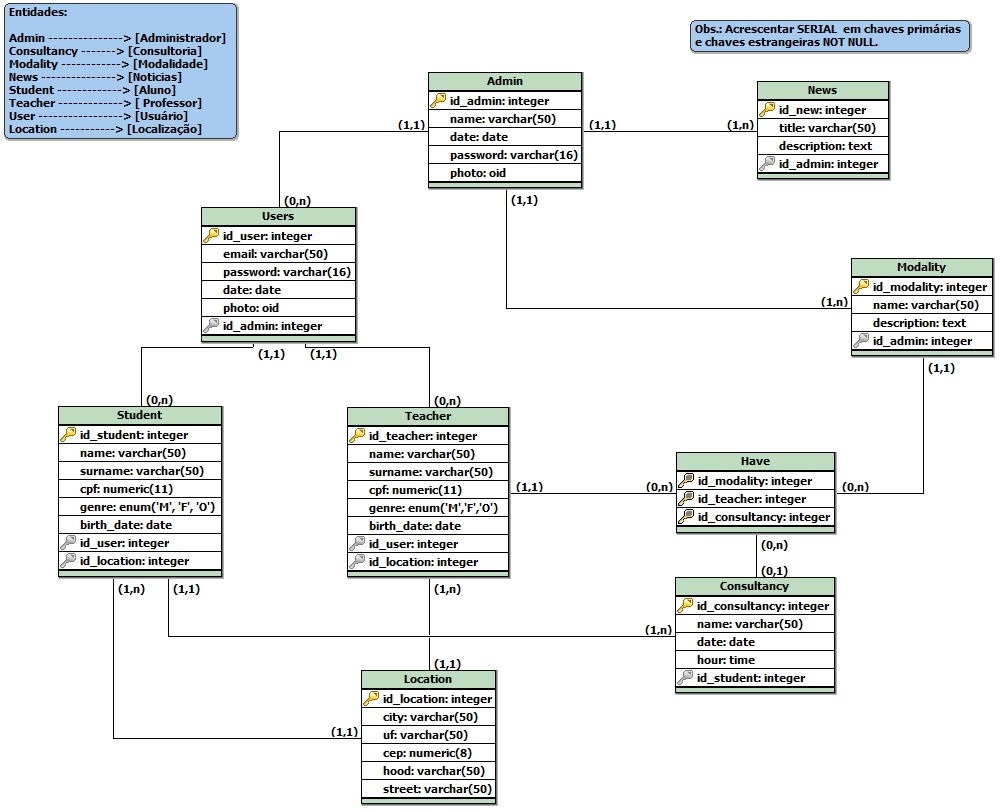 Entidades:
Admin ---------------> [Administrador]
Consultancy -------> [Consultoria]
Modality ------------> [Modalidade]
News ---------------> [Noticias]
Student -------------> [Aluno]
Teacher ------------> [ Professor]
User -----------------> [Usuário]
Location -----------> [Localização]
Obs.: Acrescentar SERIAL em chaves primárias
e chaves estrangeiras NOT NULL.
Admin
id_admin: integer
name: varchar(50)
date: date
password: varchar(16)
photo: oid
(1,1)
(1,1)
(1,n)
(1,1)
News
id_new: integer
title: varchar(50)
description: text
id_admin: integer
(0,n)
Users
id_user: integer
email: varchar(50)
password: varchar(16)
date: date
photo: oid
id_admin: integer
(1,1)
(1,1)
(1,n)
Modality
id_modality: integer
name: varchar(50)
description: text
id_admin: integer
(1,1)
(0,n)
Student
id_student: integer
name: varchar(50)
surname: varchar(50)
cpf: numeric(11)
genre: enum('M', 'F', 'O')
birth_date: date
id_user: integer
id_location: integer
(1,n)
(1,1)
(0,n)
Teacher
id_teacher: integer
name: varchar(50)
surname: varchar(50)
cpf: numeric(11)
genre: enum('M','F','O')
birth_date: date
id_user: integer
id_location: integer
(1,1)
(1,n)
(0,n)
Have
id_modality: integer
id_teacher: integer
id_consultancy: integer
(0,n)
(0,n)
(0,1)
Consultancy
id_consultancy: integer
name: varchar(50)
date: date
hour: time
id_student: integer
(1,n)
(1,1)
Location
id_location: integer
city: varchar(50)
uf: varchar(50)
cep: numeric(8)
hood: varchar(50)
street: varchar(50)
(1,1)